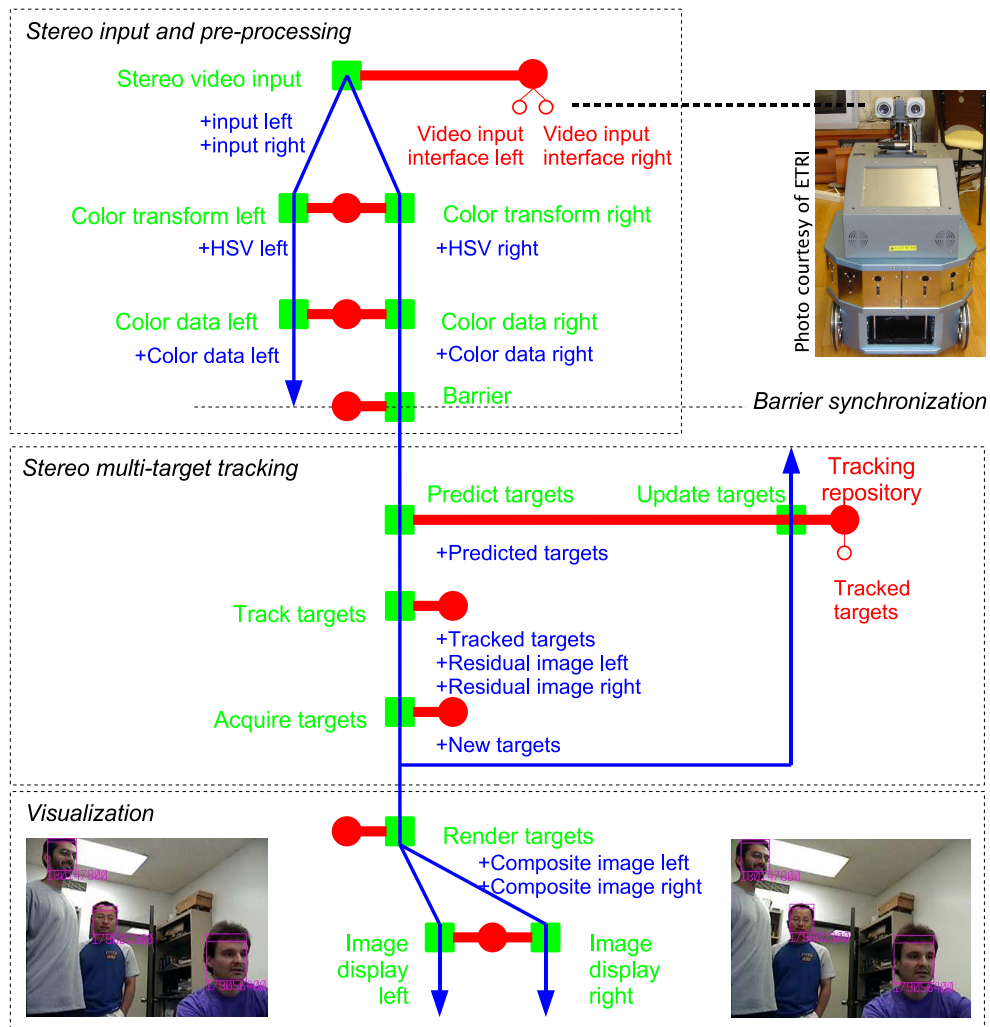 Stereo input and pre-processing
Stereo video input
+input left
+input right
Video input
interface left
Video input
interface right
Photo courtesy of ETRI
Color transform left
Color transform right
+HSV left
+HSV right
Color data left
Color data right
+Color data left
+Color data right
Barrier
Barrier synchronization
Stereo multi-target tracking
Predict targets
Update targets
Tracking
repository
+Predicted targets
Tracked
targets
Track targets
+Tracked targets
+Residual image left
+Residual image right
Acquire targets
+New targets
Visualization
Render targets
+Composite image left
+Composite image right
Image
display
left
Image
display
right